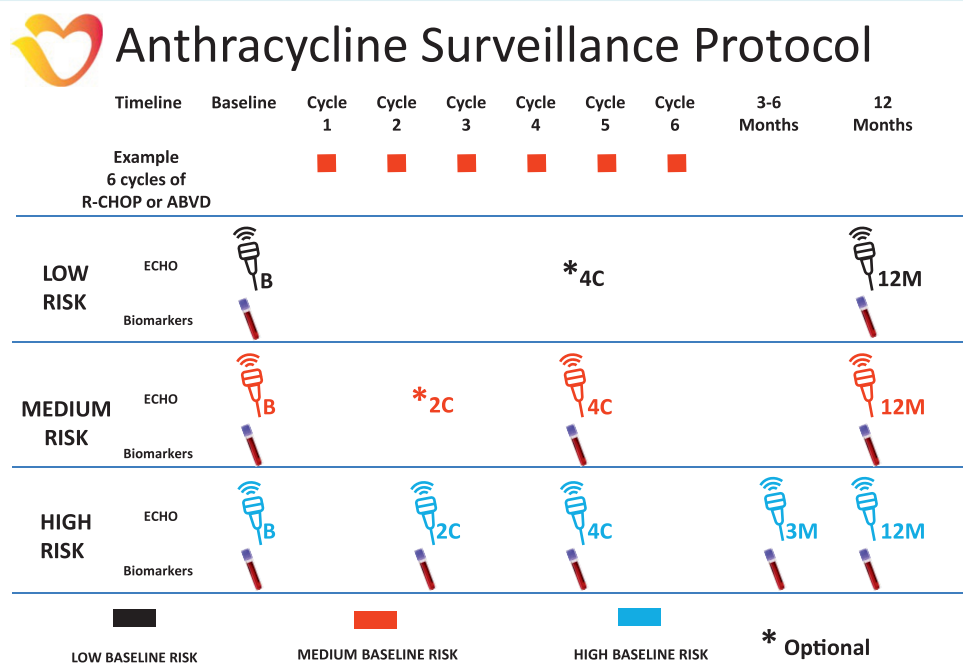 Anthracycline Surveillance Protocol
Timeline Baseline Cycle 1 Cycle 2 Cycle 3 Cycle 4 Cycle 5 Cycle 6 3-6 Months 12 Months
Example
6 cycles of
R-CHOP or ABVD
LOW
RISK
ECHO B *4C 12M
Biomarkers
MEDIUM
RISK
ECHO B *2C 4C 12M
Biomarkers
HIGH
RISK
ECHO B 2C 4C 3M 12M
Biomarkers
LOW BASELINE RISK
MEDIUM BASELINE RISK
HIGH BASELINE RISK
* Optional